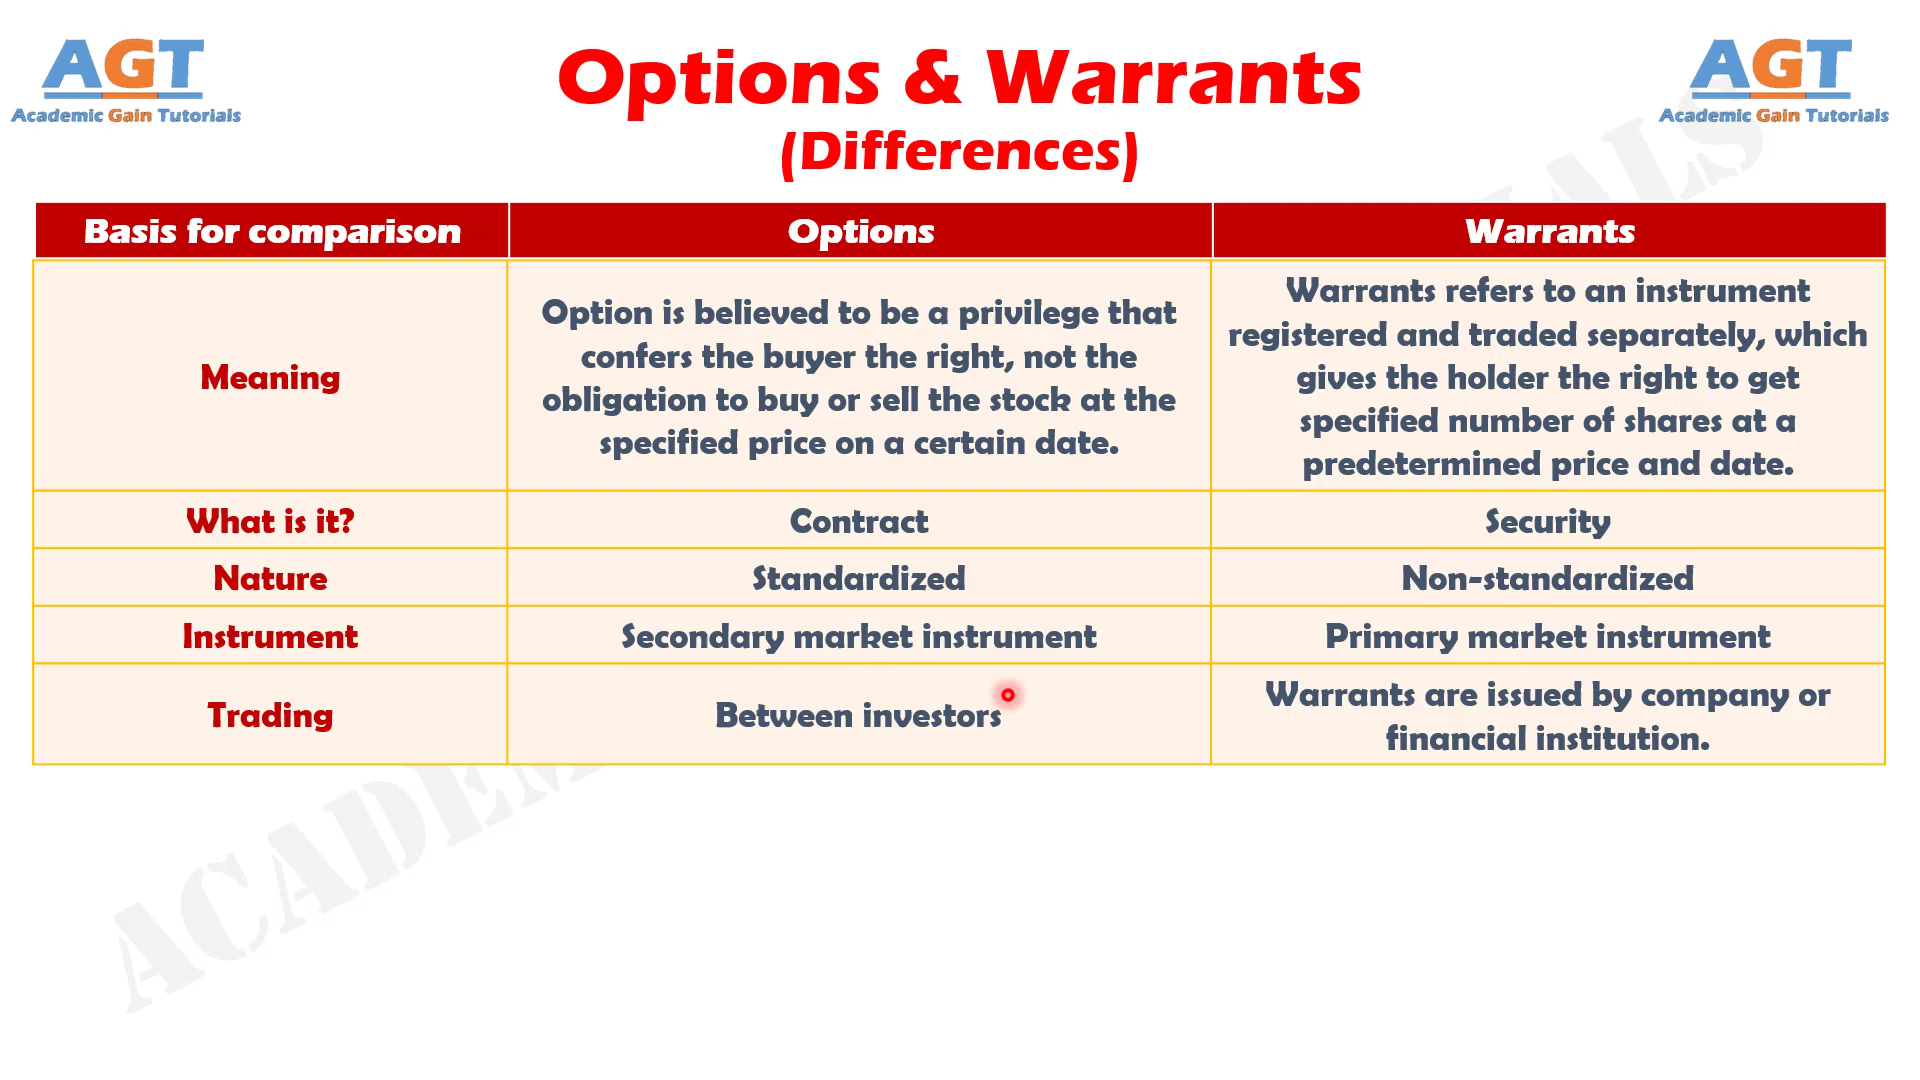 AGT
Academic Gain Tutorials
Options & Warrants
(Differences)
AGT
Academic Gain Tutorials
Basis for comparison
Options
Warrants
Meaning
Option is believed to be a privilege that
confers the buyer the right, not the
obligation to buy or sell the stock at the
specified price on a certain date.
Warrants refers to an instrument
registered and traded separately, which
gives the holder the right to get
specified number of shares at a
predetermined price and date.
What is it?
Contract
Security
Nature
Standardized
Non-standardized
Instrument
Secondary market instrument
Primary market instrument
Trading
Between investors
Warrants are issued by company or
financial institution.